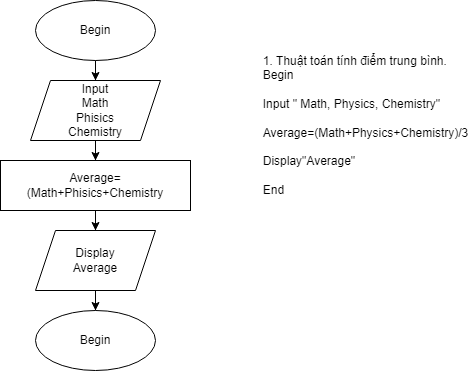 Begin
Input
Math
Phisics
Chemistry
Average=
(Math+Phisics+Chemistry
Display
Average
Begin
1. Thuật toán tính điểm trung bình.
Begin
Input " Math, Physics, Chemistry"
Average=(Math+Physics+Chemistry)/3
Display"Average"
End